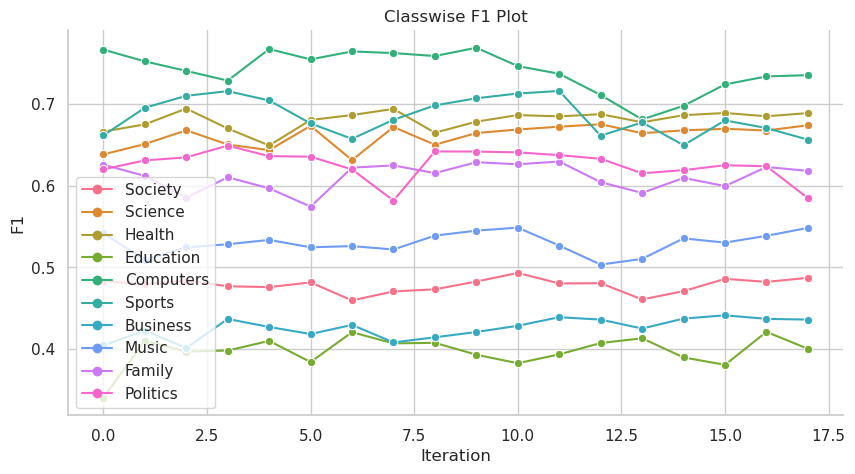 Classwise F1 Plot
F1
0.7
0.6
0.5
0.4
Society
Science
Health
Education
Computers
Sports
Business
Music
Family
Politics
0.0 2.5 5.0 7.5 10.0 12.5 15.0 17.5
Iteration